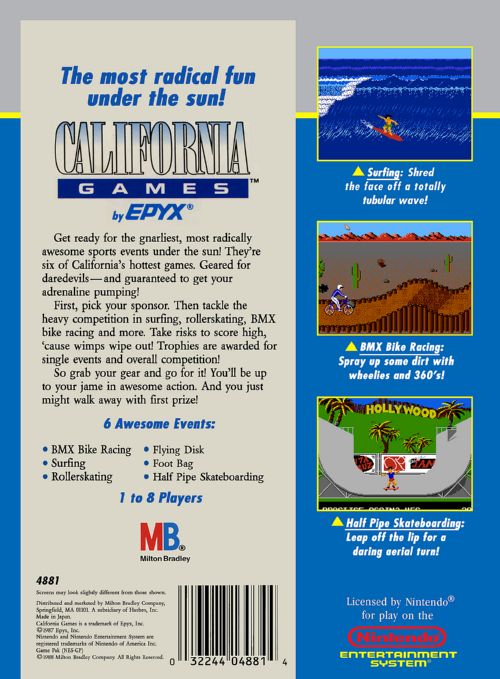 The most radical fun
under the sun!
CALIFORNIA
GAMES™
by EPYX®
Get ready for the gnarliest, most radically
awesome sports events under the sun! They're
six of California's hottest games. Geared for
daredevils—and guaranteed to get your
adrenaline pumping!
First, pick your sponsor. Then tackle the
heavy competition in surfing, rollerskating, BMX
bike racing and more. Take risks to score high,
'cause wimps wipe out! Trophies are awarded for
single events and overall competition!
So grab your gear and go for it! You'll be up
to your jame in awesome action. And you just
might walk away with first prize!
6 Awesome Events:
• BMX Bike Racing
• Surfing
• Rollerskating
• Flying Disk
• Foot Bag
• Half Pipe Skateboarding
1 to 8 Players
MB®
Milton Bradley
4881
Screens may look slightly different from those shown.
Distributed and marketed by Milton Bradley Company,
Springfield, MA 01101. A subsidiary of Hasbro, Inc.
Made in Japan.
California Games is a trademark of Epyx, Inc.
©1987 Epyx, Inc.
Nintendo and Nintendo Entertainment System are
registered trademarks of Nintendo of America Inc.
Game Pak (NES-GP)
©1988 Milton Bradley Company All Rights Reserved.
0 32244 04881 4
▲ Surfing: Shred
the face off a totally
tubular wave!
▲ BMX Bike Racing:
Spray up some dirt with
wheelies and 360's!
HOLLYWOOD
▲ Half Pipe Skateboarding:
Leap off the lip for a
daring aerial turn!
Licensed by Nintendo®
for play on the
Nintendo
ENTERTAINMENT
SYSTEM®